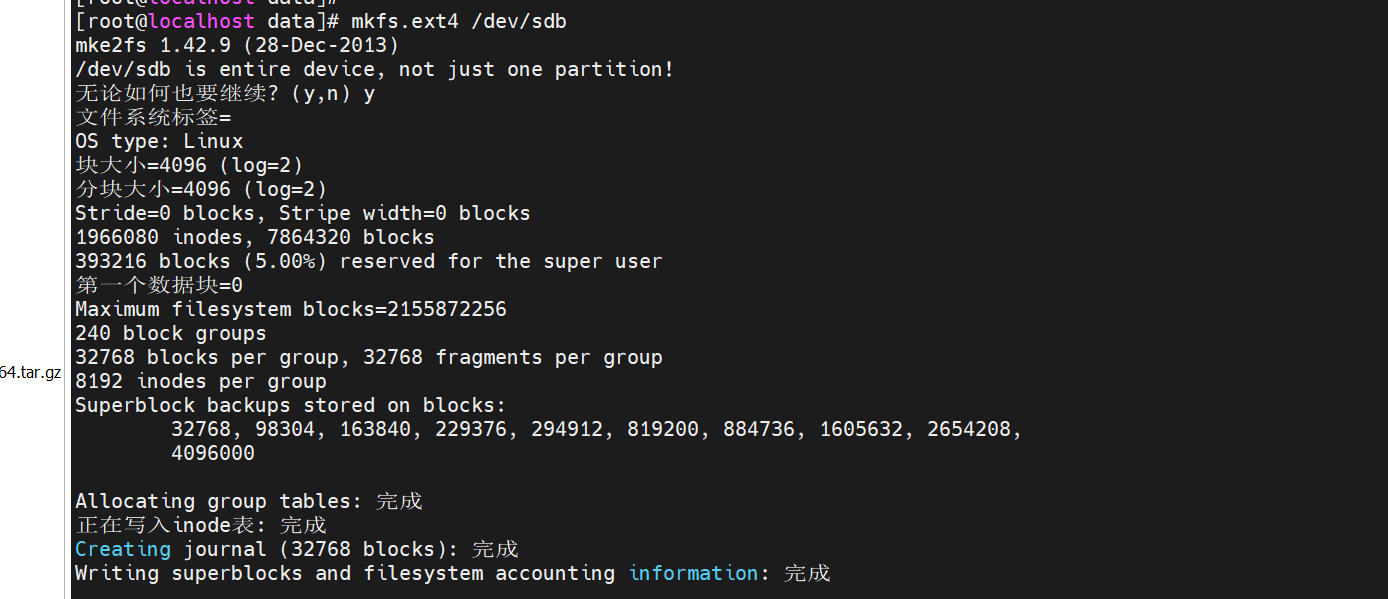 [root@localhost data]#
[root@localhost data]# mkfs.ext4 /dev/sdb
mke2fs 1.42.9 (28-Dec-2013)
/dev/sdb is entire device, not just one partition!
无论如何也要继续? (y,n) y
文件系统标签=
OS type: Linux
块大小=4096 (log=2)
分块大小=4096 (log=2)
Stride=0 blocks, Stripe width=0 blocks
1966080 inodes, 7864320 blocks
393216 blocks (5.00%) reserved for the super user
第一个数据块=0
Maximum filesystem blocks=2155872256
240 block groups
32768 blocks per group, 32768 fragments per group
64.tar.gz
8192 inodes per group
Superblock backups stored on blocks:
32768, 98304, 163840, 229376, 294912, 819200, 884736, 1605632, 2654208,
4096000
Allocating group tables: 完成
正在写入inode表: 完成
Creating journal (32768 blocks): 完成
Writing superblocks and filesystem accounting information: 完成